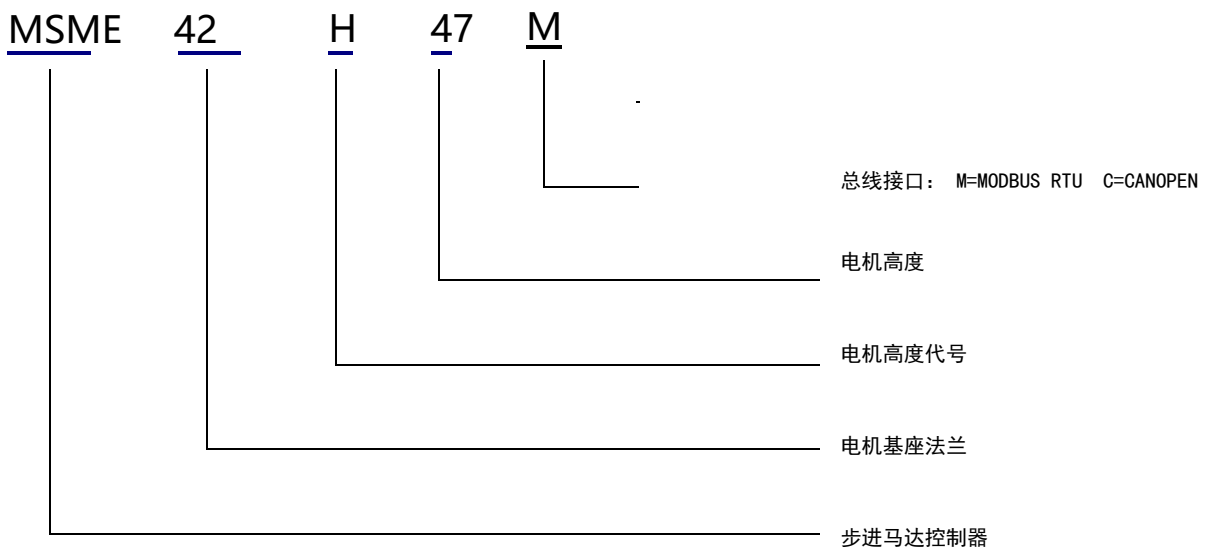 MSME 42 H 47 M
总线接口： M=MODBUS RTU C=CANOPEN
电机高度
电机高度代号
电机基座法兰
步进马达控制器